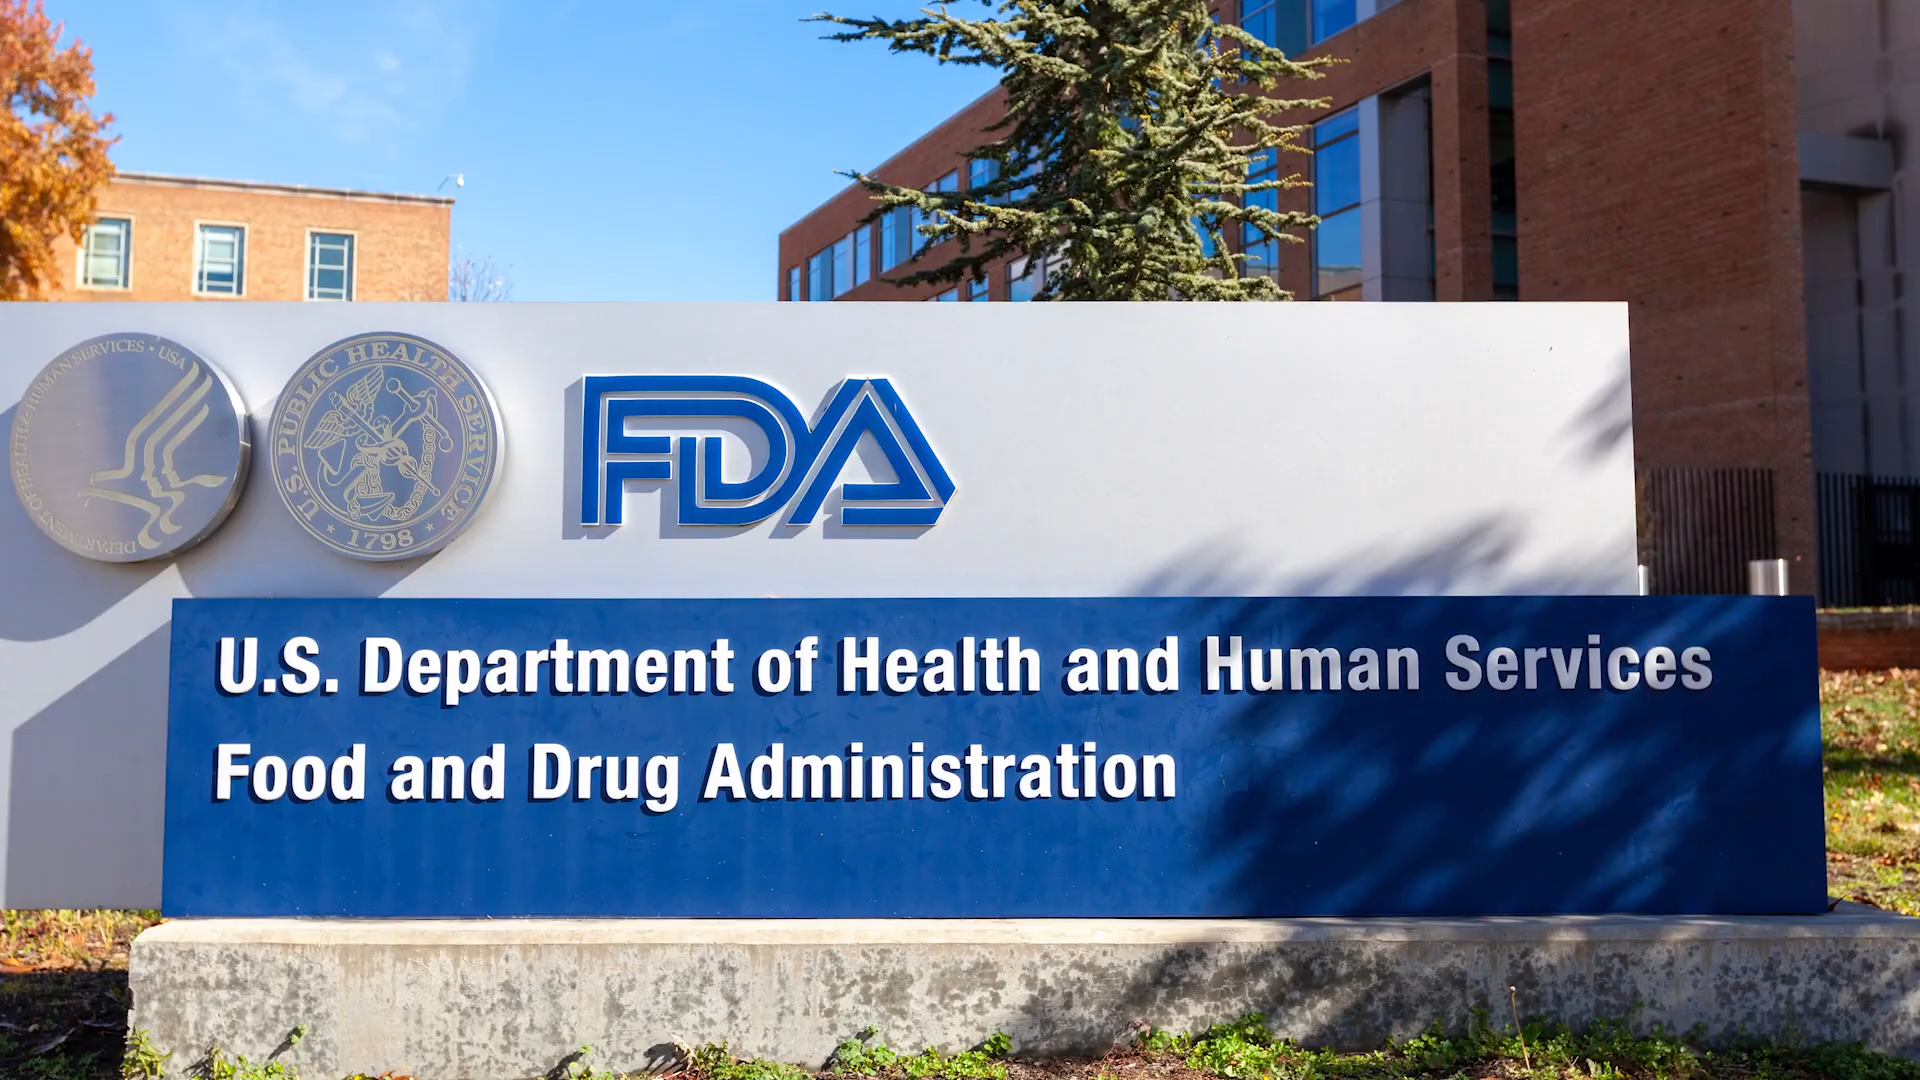 DEPARTMENT OF HEALTH & HUMAN SERVICES • USA
U.S. PUBLIC HEALTH SERVICE
1798
FDA
U.S. Department of Health and Human Services
Food and Drug Administration